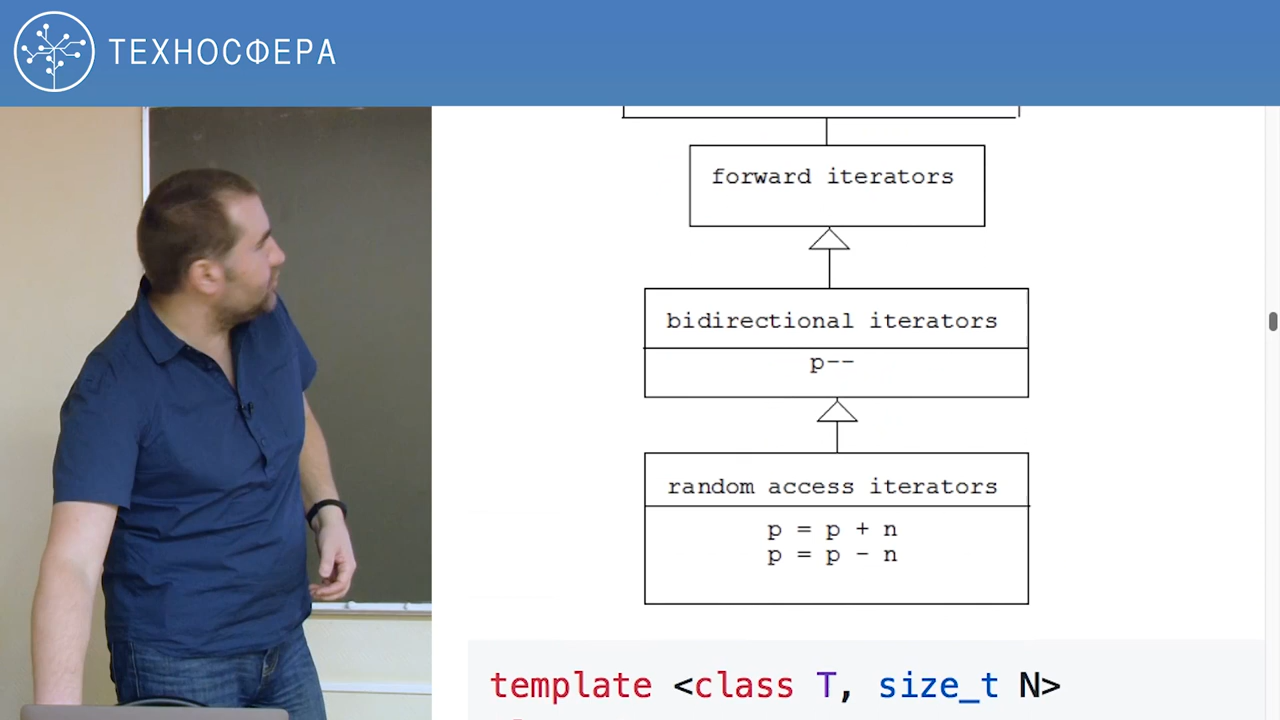 ТЕХНОСФЕРА
forward iterators
bidirectional iterators
p--
random access iterators
p = p + n
p = p - n
template <class T, size_t N>